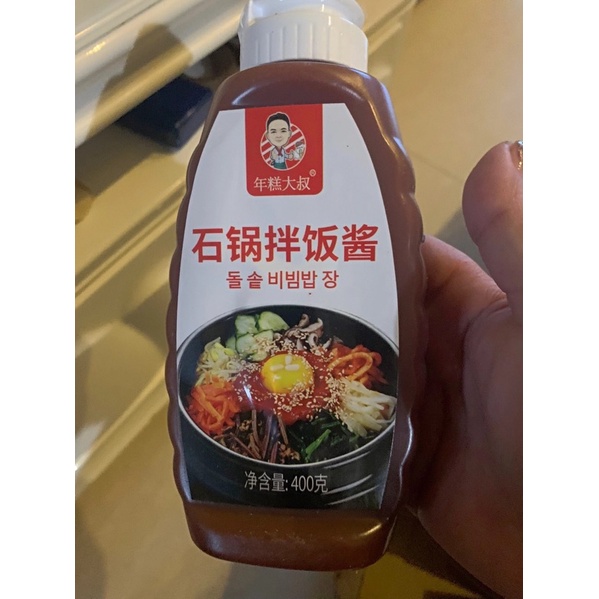 年糕大叔®
石锅拌饭酱
돌솥비빔밥 장
净含量: 400克